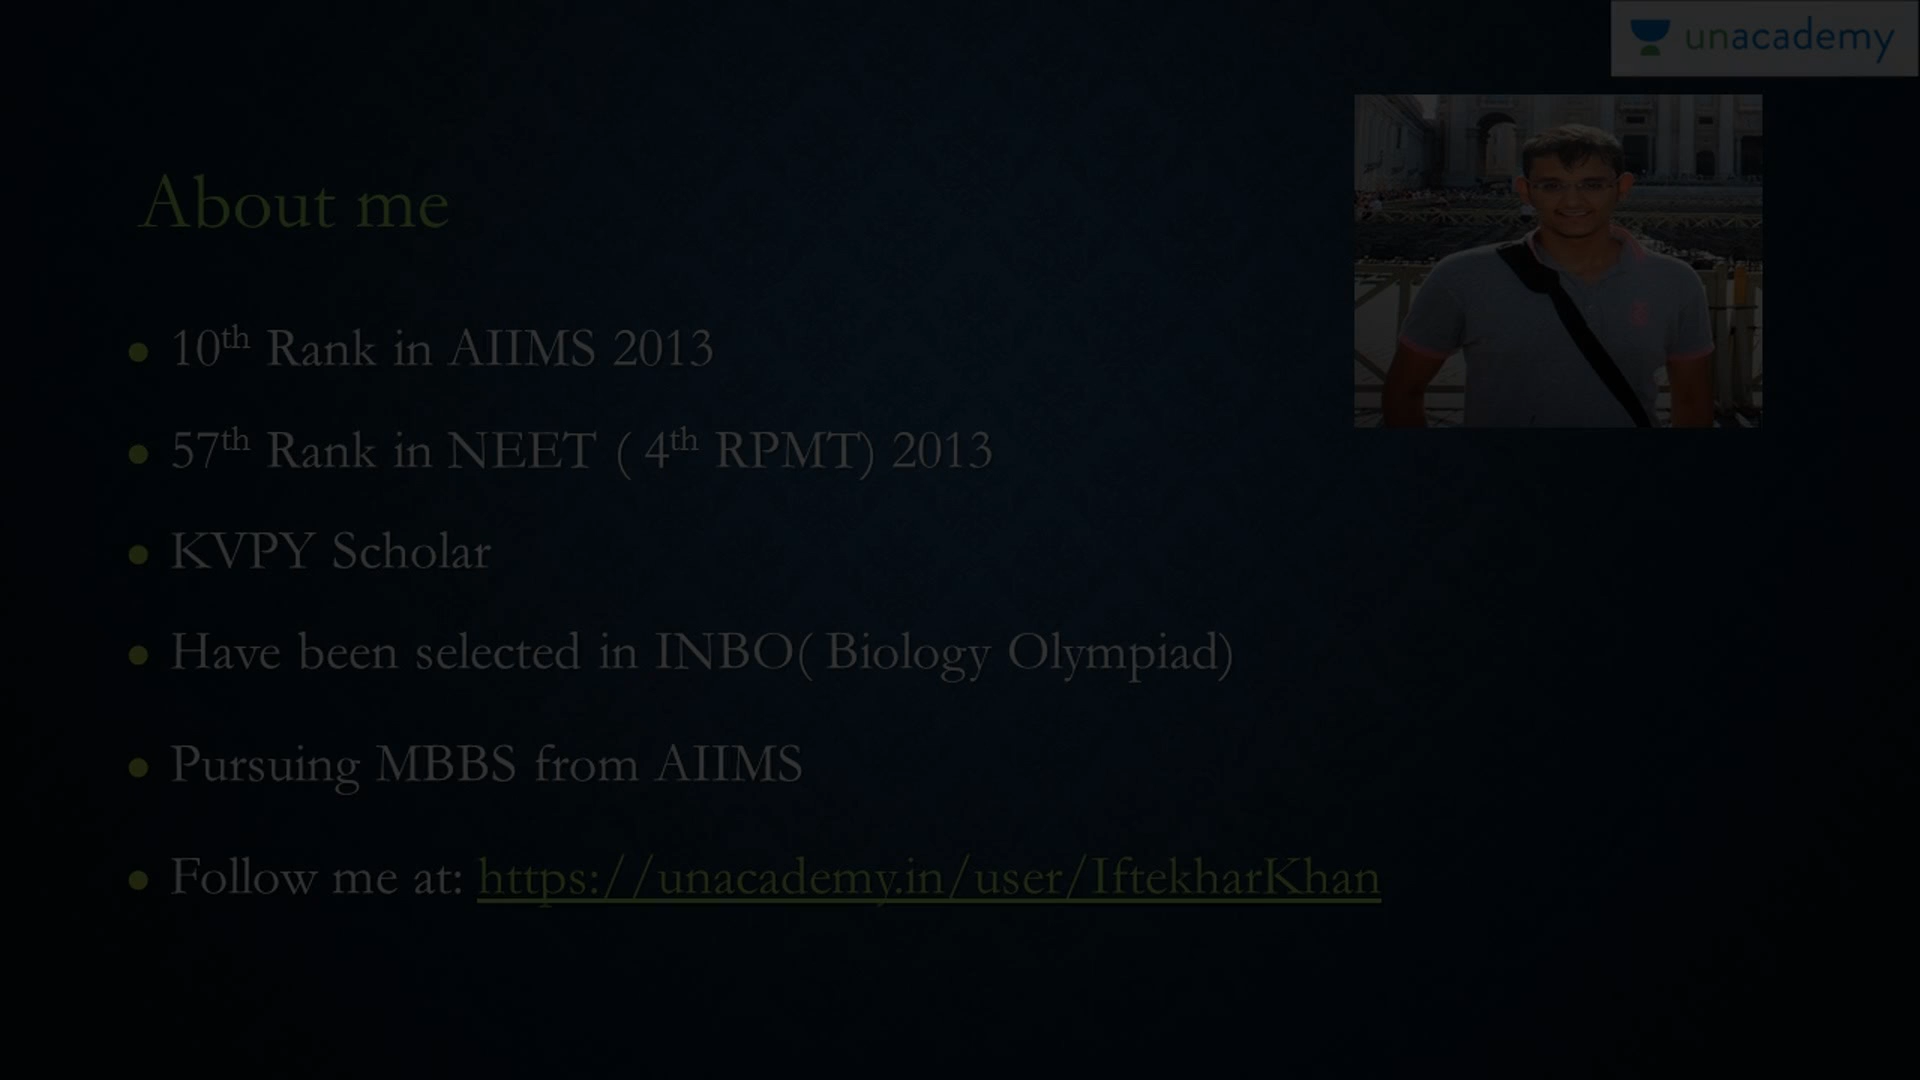 unacademy
About me
10th Rank in AIIMS 2013
57th Rank in NEET ( 4th RPMT) 2013
KVPY Scholar
Have been selected in INBO( Biology Olympiad)
Pursuing MBBS from AIIMS
Follow me at: https://unacademy.in/user/IftekharKhan